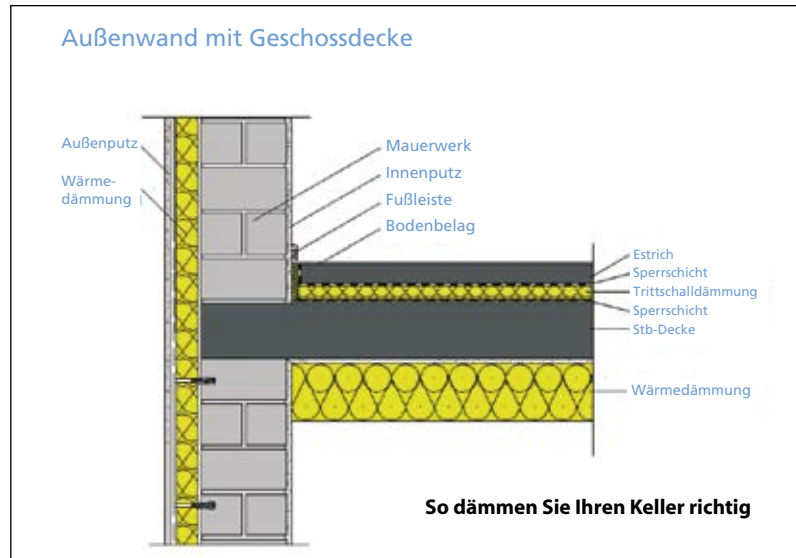 Außenwand mit Geschossdecke
Außenputz
Wärme-
dämmung
Mauerwerk
Innenputz
Fußleiste
Bodenbelag
Estrich
Sperrschicht
Trittschalldämmung
Sperrschicht
Stb-Decke
Wärmedämmung
So dämmen Sie Ihren Keller richtig